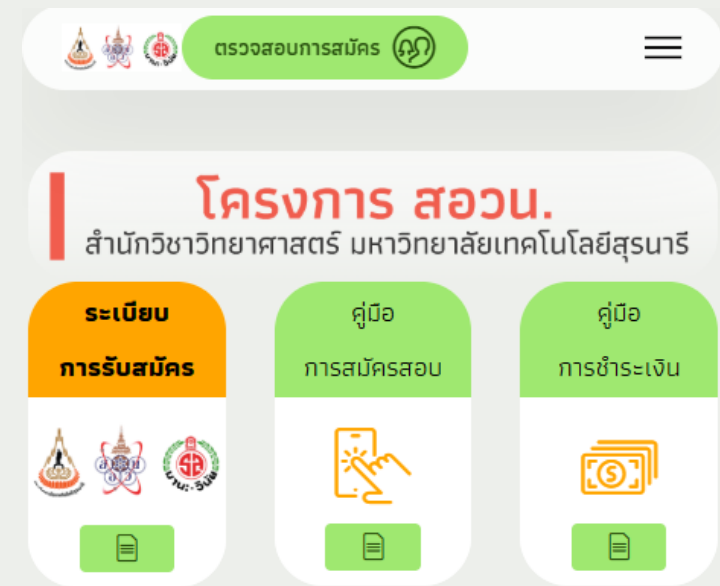 ตรวจสอบการสมัคร
โครงการ สอวน.
สำนักวิชาวิทยาศาสตร์ มหาวิทยาลัยเทคโนโลยีสุรนารี
ระเบียบ
การรับสมัคร
คู่มือ
การสมัครสอบ
คู่มือ
การชำระเงิน